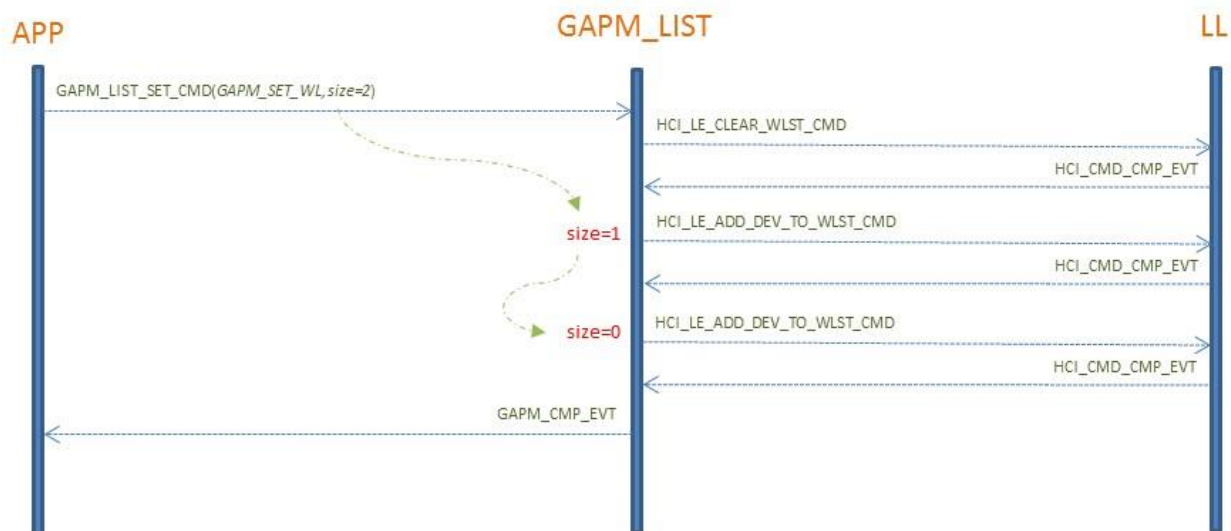 APP
GAPM_LIST
LL
GAPM_LIST_SET_CMD(GAPM_SET_WL,size=2)
HCI_LE_CLEAR_WLST_CMD
HCI_CMD_CMP_EVT
size=1
HCI_LE_ADD_DEV_TO_WLST_CMD
HCI_CMD_CMP_EVT
size=0
HCI_LE_ADD_DEV_TO_WLST_CMD
HCI_CMD_CMP_EVT
GAPM_CMP_EVT